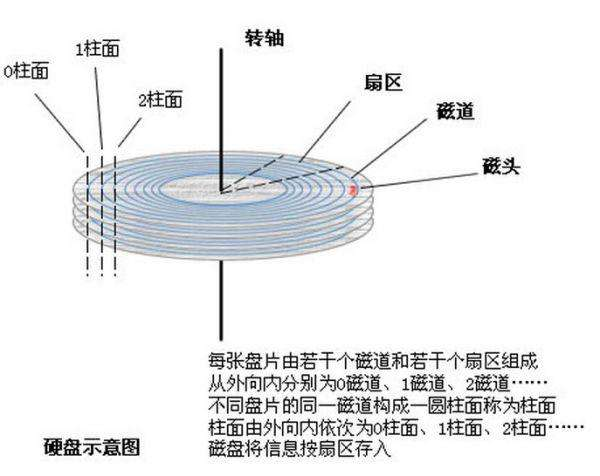 转轴
1柱面
0柱面
扇区
2柱面
磁道
磁头
每张盘片由若干个磁道和若干个扇区组成
从外向内分别为0磁道、1磁道、2磁道……
不同盘片的同一磁道构成一圆柱面称为柱面
柱面由外向内依次为0柱面、1柱面、2柱面……
硬盘示意图
磁盘将信息按扇区存入